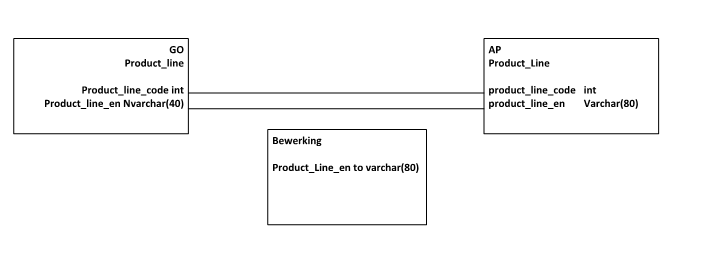 GO
Product_line
Product_line_code int
Product_line_en Nvarchar(40)
AP
Product_Line
product_line_code int
product_line_en Varchar(80)
Bewerking
Product_Line_en to varchar(80)